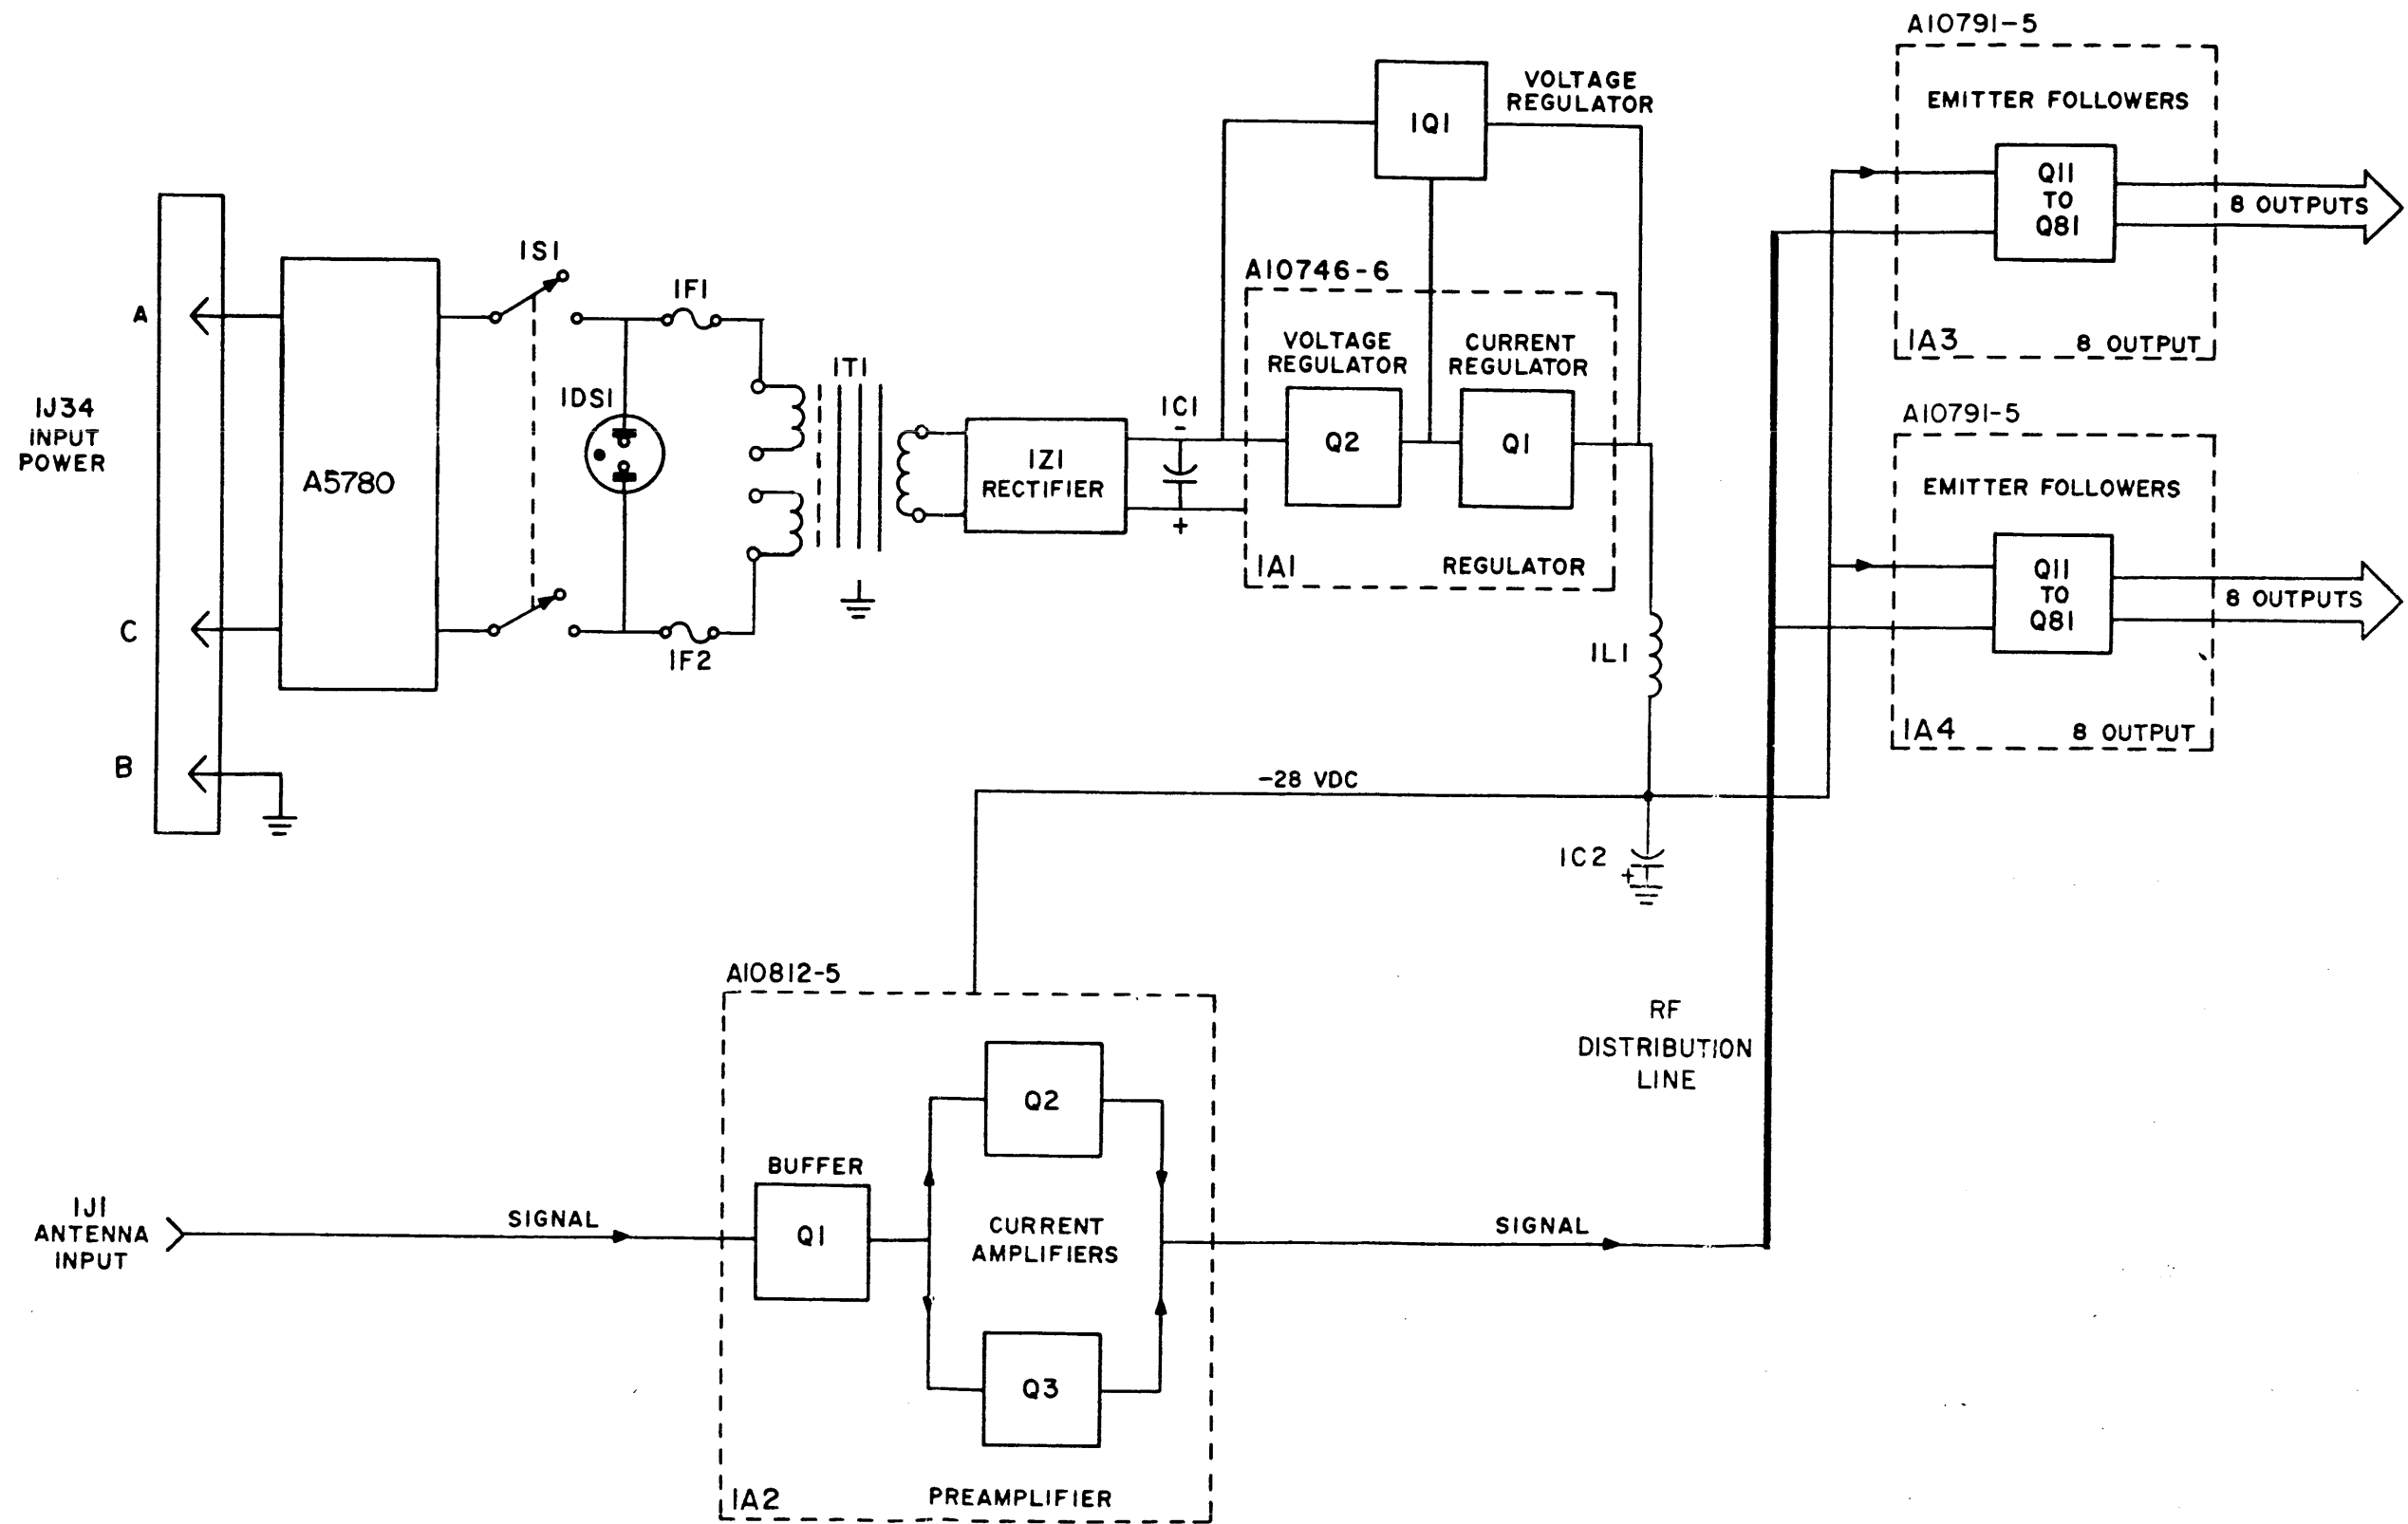 A10791-5
EMITTER FOLLOWERS
Q11
TO
Q81
8 OUTPUTS
1A3
8 OUTPUT
VOLTAGE
REGULATOR
1Q1
A10746-6
VOLTAGE
REGULATOR
CURRENT
REGULATOR
Q2
Q1
1A1
REGULATOR
A
1J34
INPUT
POWER
C
B
A5780
1S1
1F1
1DS1
1F2
1T1
1Z1
RECTIFIER
1C1
-
+
1L1
A10791-5
EMITTER FOLLOWERS
Q11
TO
Q81
8 OUTPUTS
1A4
8 OUTPUT
-28 VDC
1C2
+
A10812-5
Q2
BUFFER
Q1
CURRENT
AMPLIFIERS
Q3
1A2
PREAMPLIFIER
1J1
ANTENNA
INPUT
SIGNAL
SIGNAL
RF
DISTRIBUTION
LINE